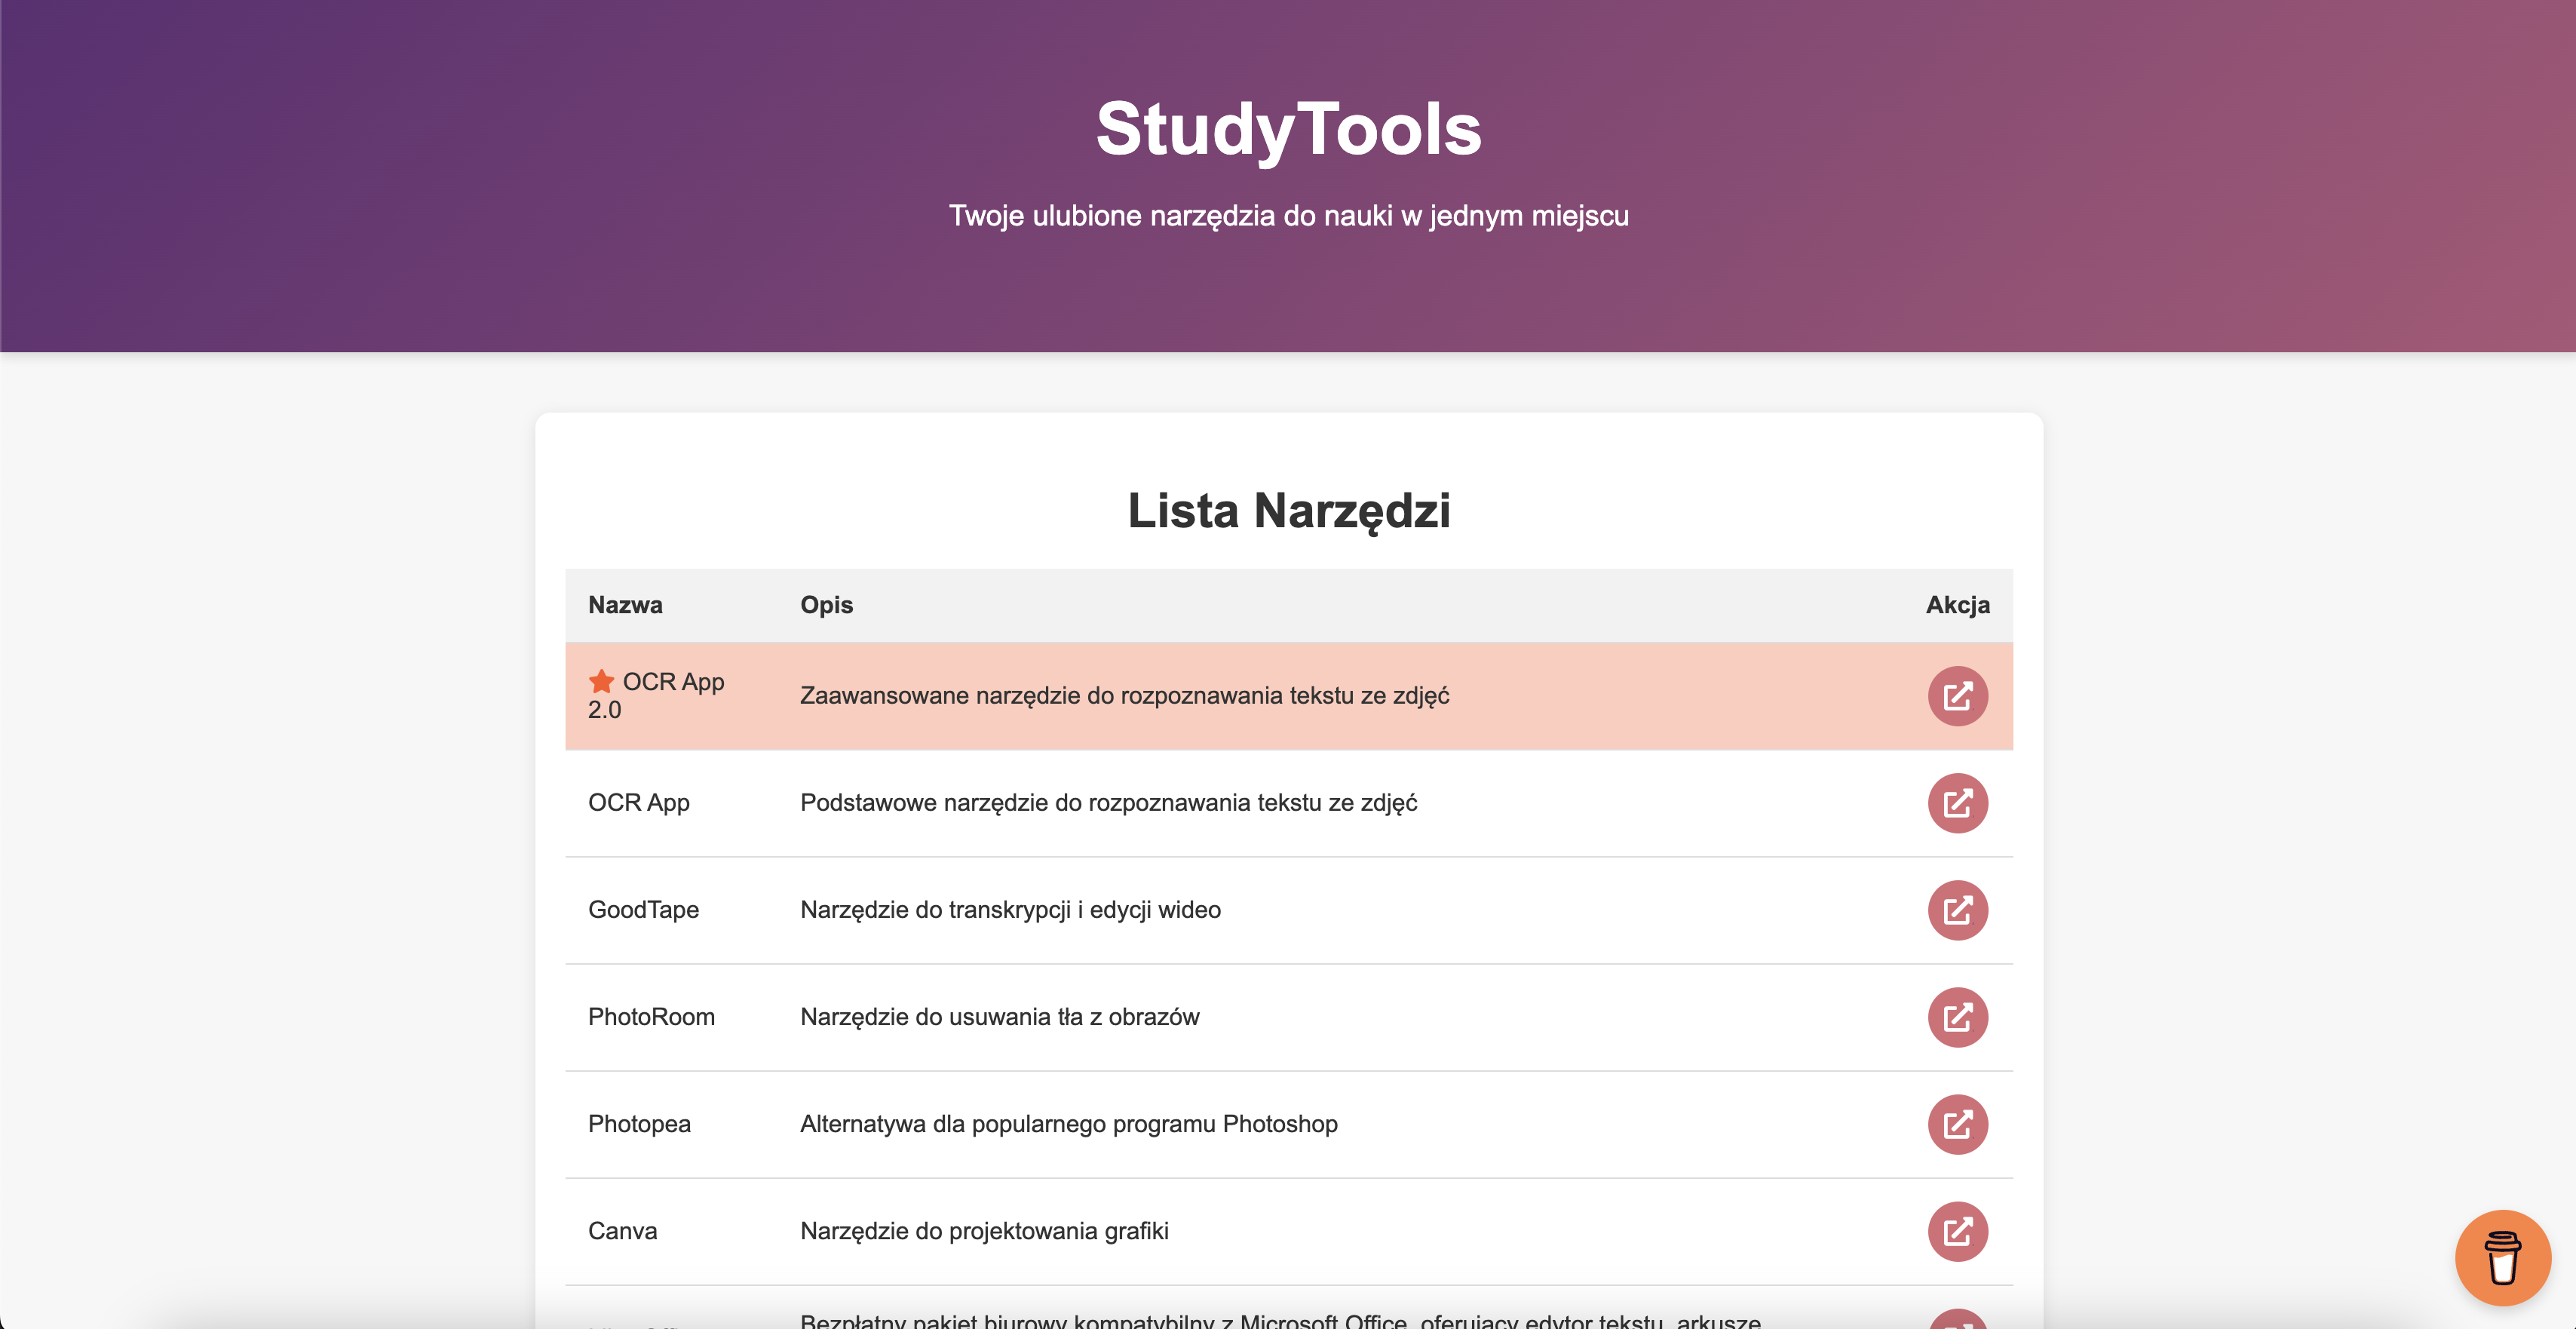 StudyTools
Twoje ulubione narzędzia do nauki w jednym miejscu
Lista Narzędzi
Nazwa Opis Akcja
OCR App
2.0
Zaawansowane narzędzie do rozpoznawania tekstu ze zdjęć
OCR App Podstawowe narzędzie do rozpoznawania tekstu ze zdjęć
GoodTape Narzędzie do transkrypcji i edycji wideo
PhotoRoom Narzędzie do usuwania tła z obrazów
Photopea Alternatywa dla popularnego programu Photoshop
Canva Narzędzie do projektowania grafiki
Bezpłatny pakiet biurowy kompatybilny z Microsoft Office, oferujący edytor tekstu, arkusze